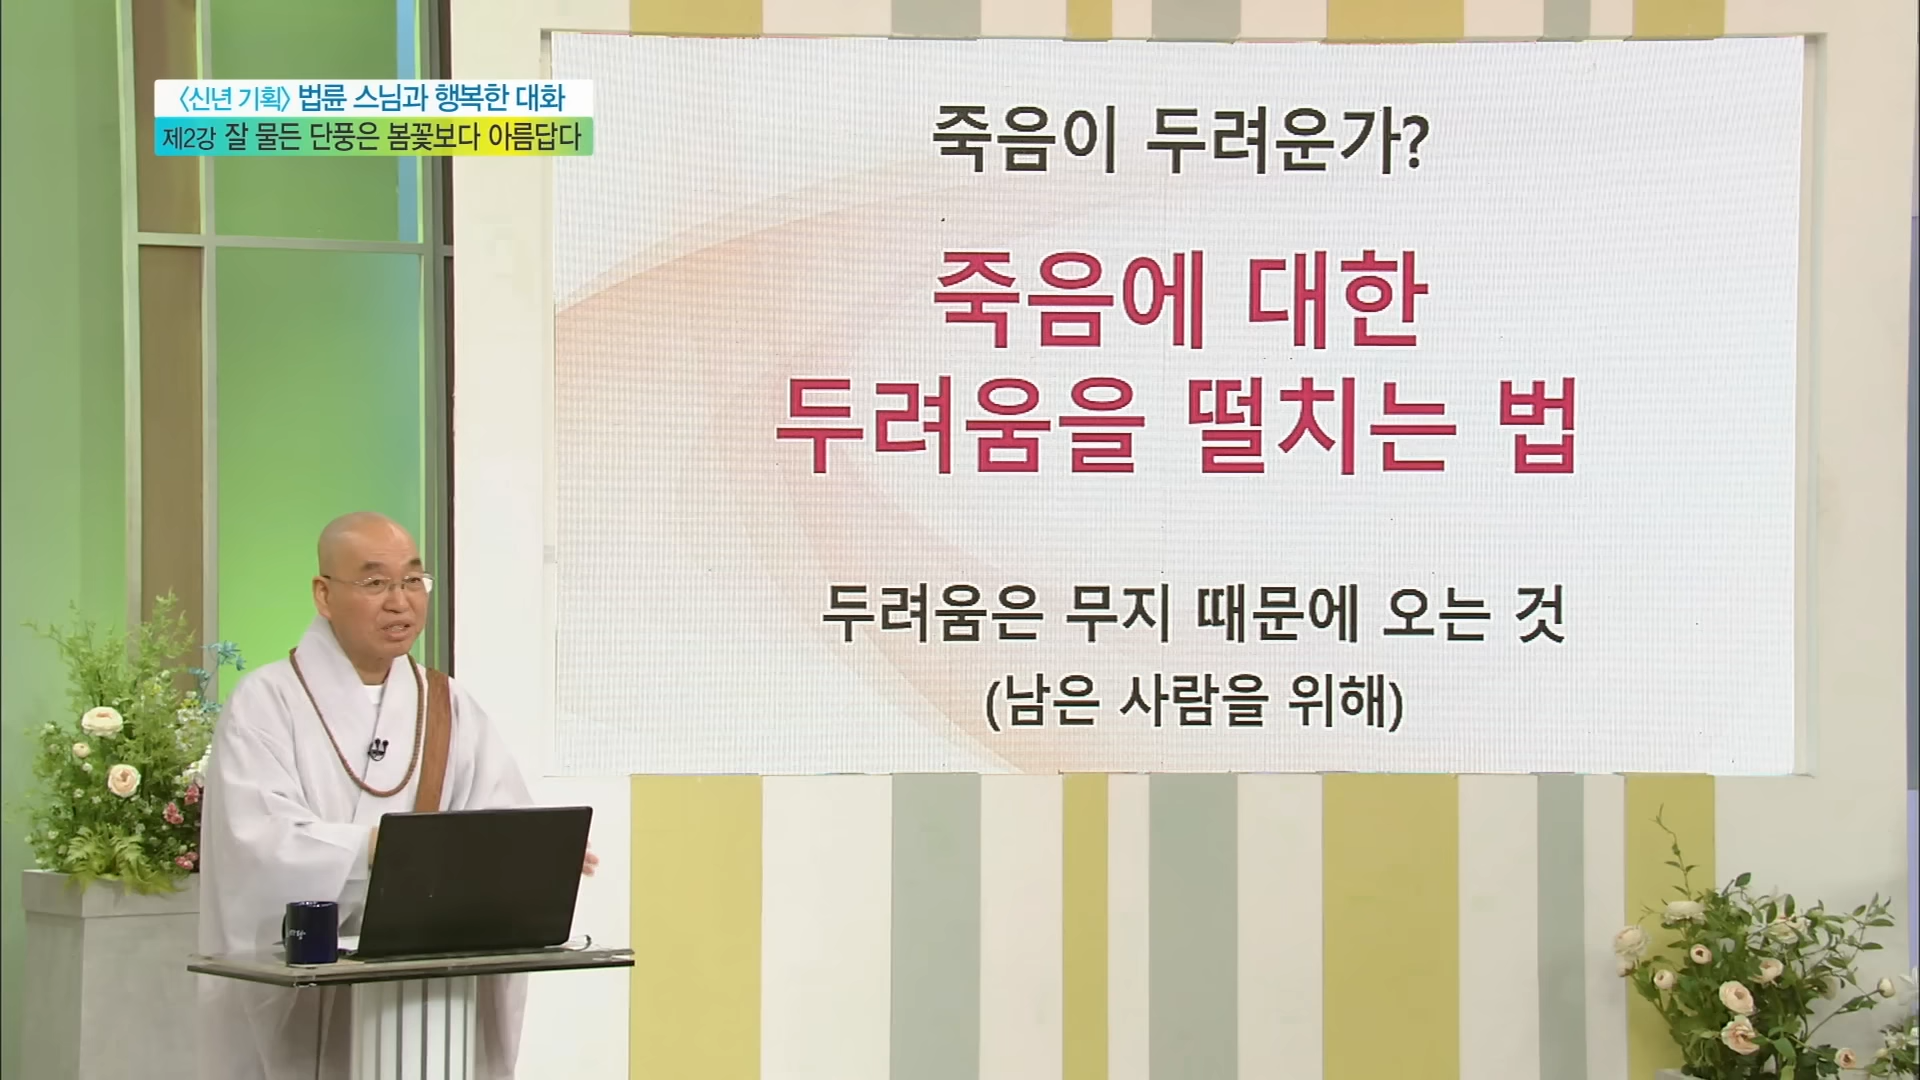 〈신년 기획〉 법륜 스님과 행복한 대화
제2강 잘 물든 단풍은 봄꽃보다 아름답다
죽음이 두려운가?
죽음에 대한
두려움을 떨치는 법
두려움은 무지 때문에 오는 것
(남은 사람을 위해)